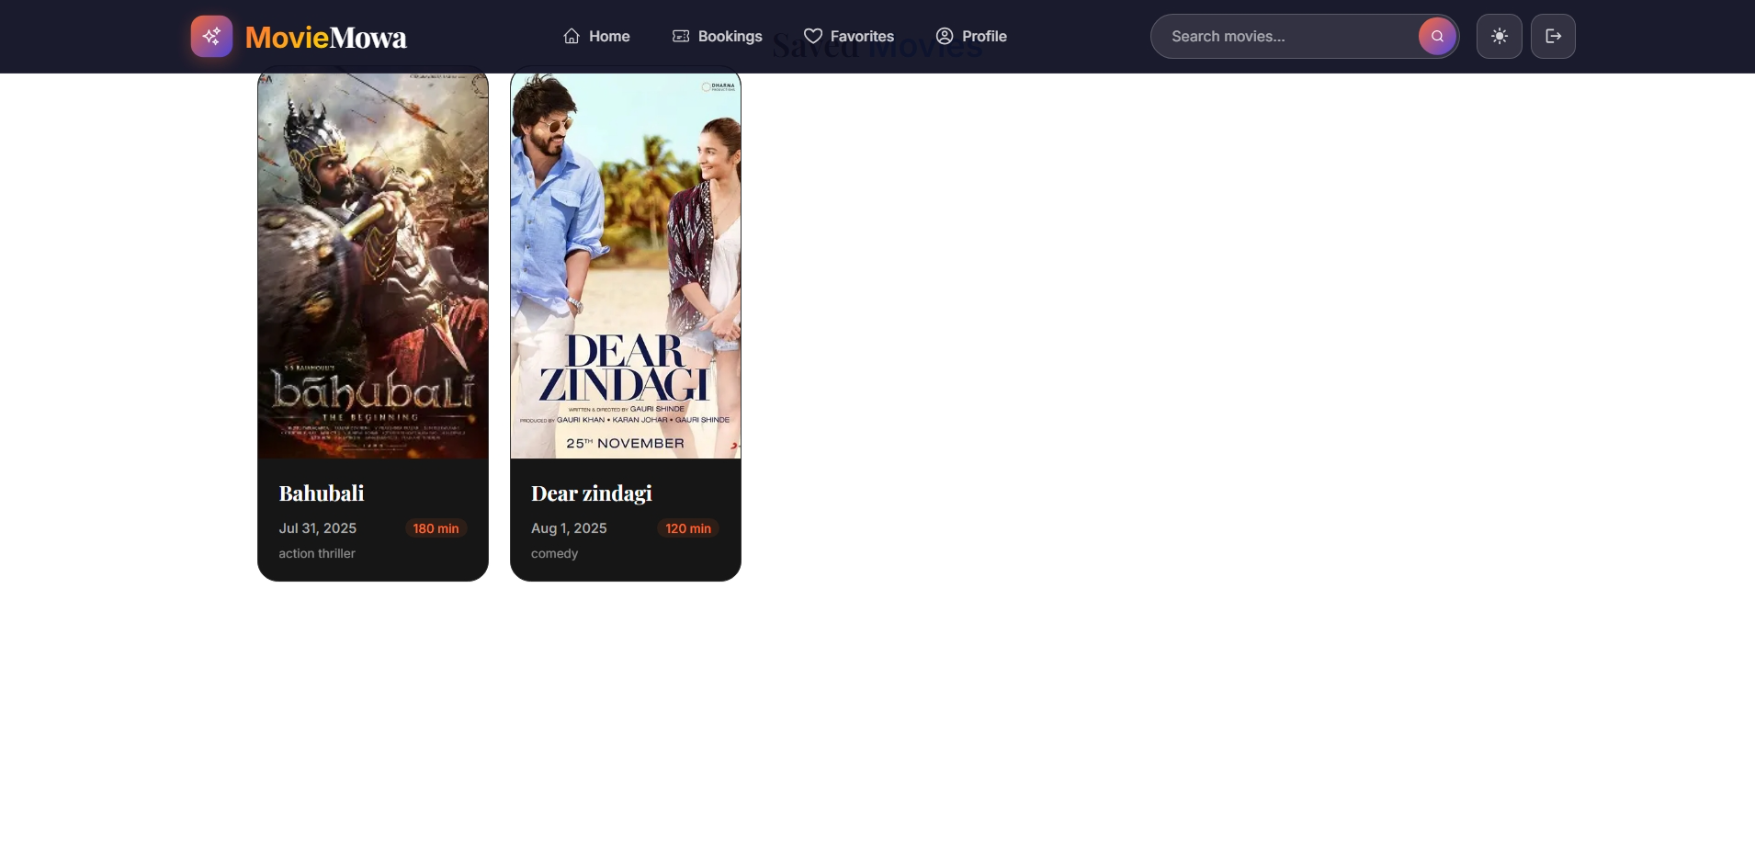 MovieMowa
Home
Bookings
Favorites
Profile
Search movies...
Saved Movies
S S RAJAMOULI'S
bāhubali
THE BEGINNING
DHARMA
PRODUCTIONS
DEAR
ZINDAGI
WRITTEN & DIRECTED BY GAURI SHINDE
PRODUCED BY GAURI KHAN • KARAN JOHAR • GAURI SHINDE
25TH NOVEMBER
Bahubali
Jul 31, 2025
180 min
action thriller
Dear zindagi
Aug 1, 2025
120 min
comedy